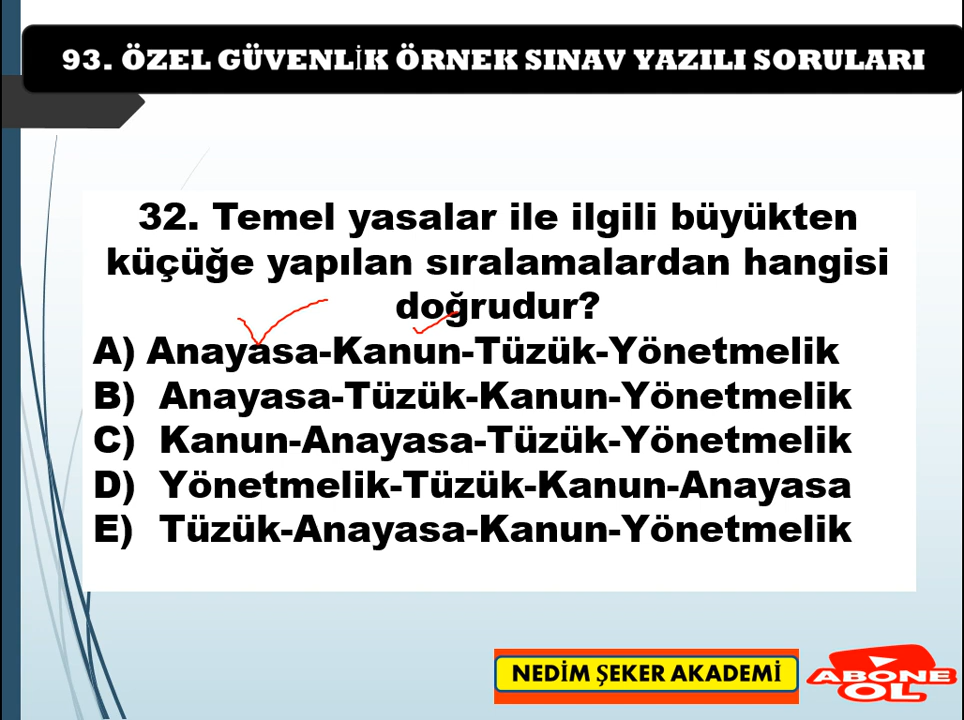 93. ÖZEL GÜVENLİK ÖRNEK SINAV YAZILI SORULARI
32. Temel yasalar ile ilgili büyükten
küçüğe yapılan sıralamalardan hangisi
doğrudur?
A) Anayasa-Kanun-Tüzük-Yönetmelik
B) Anayasa-Tüzük-Kanun-Yönetmelik
C) Kanun-Anayasa-Tüzük-Yönetmelik
D) Yönetmelik-Tüzük-Kanun-Anayasa
E) Tüzük-Anayasa-Kanun-Yönetmelik
NEDİM ŞEKER AKADEMİ
ABONE
OL